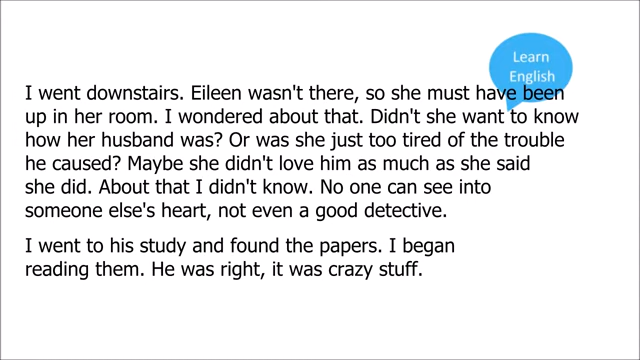 Learn
English
I went downstairs. Eileen wasn't there, so she must have been
up in her room. I wondered about that. Didn't she want to know
how her husband was? Or was she just too tired of the trouble
he caused? Maybe she didn't love him as much as she said
she did. About that I didn't know. No one can see into
someone else's heart, not even a good detective.
I went to his study and found the papers. I began
reading them. He was right, it was crazy stuff.